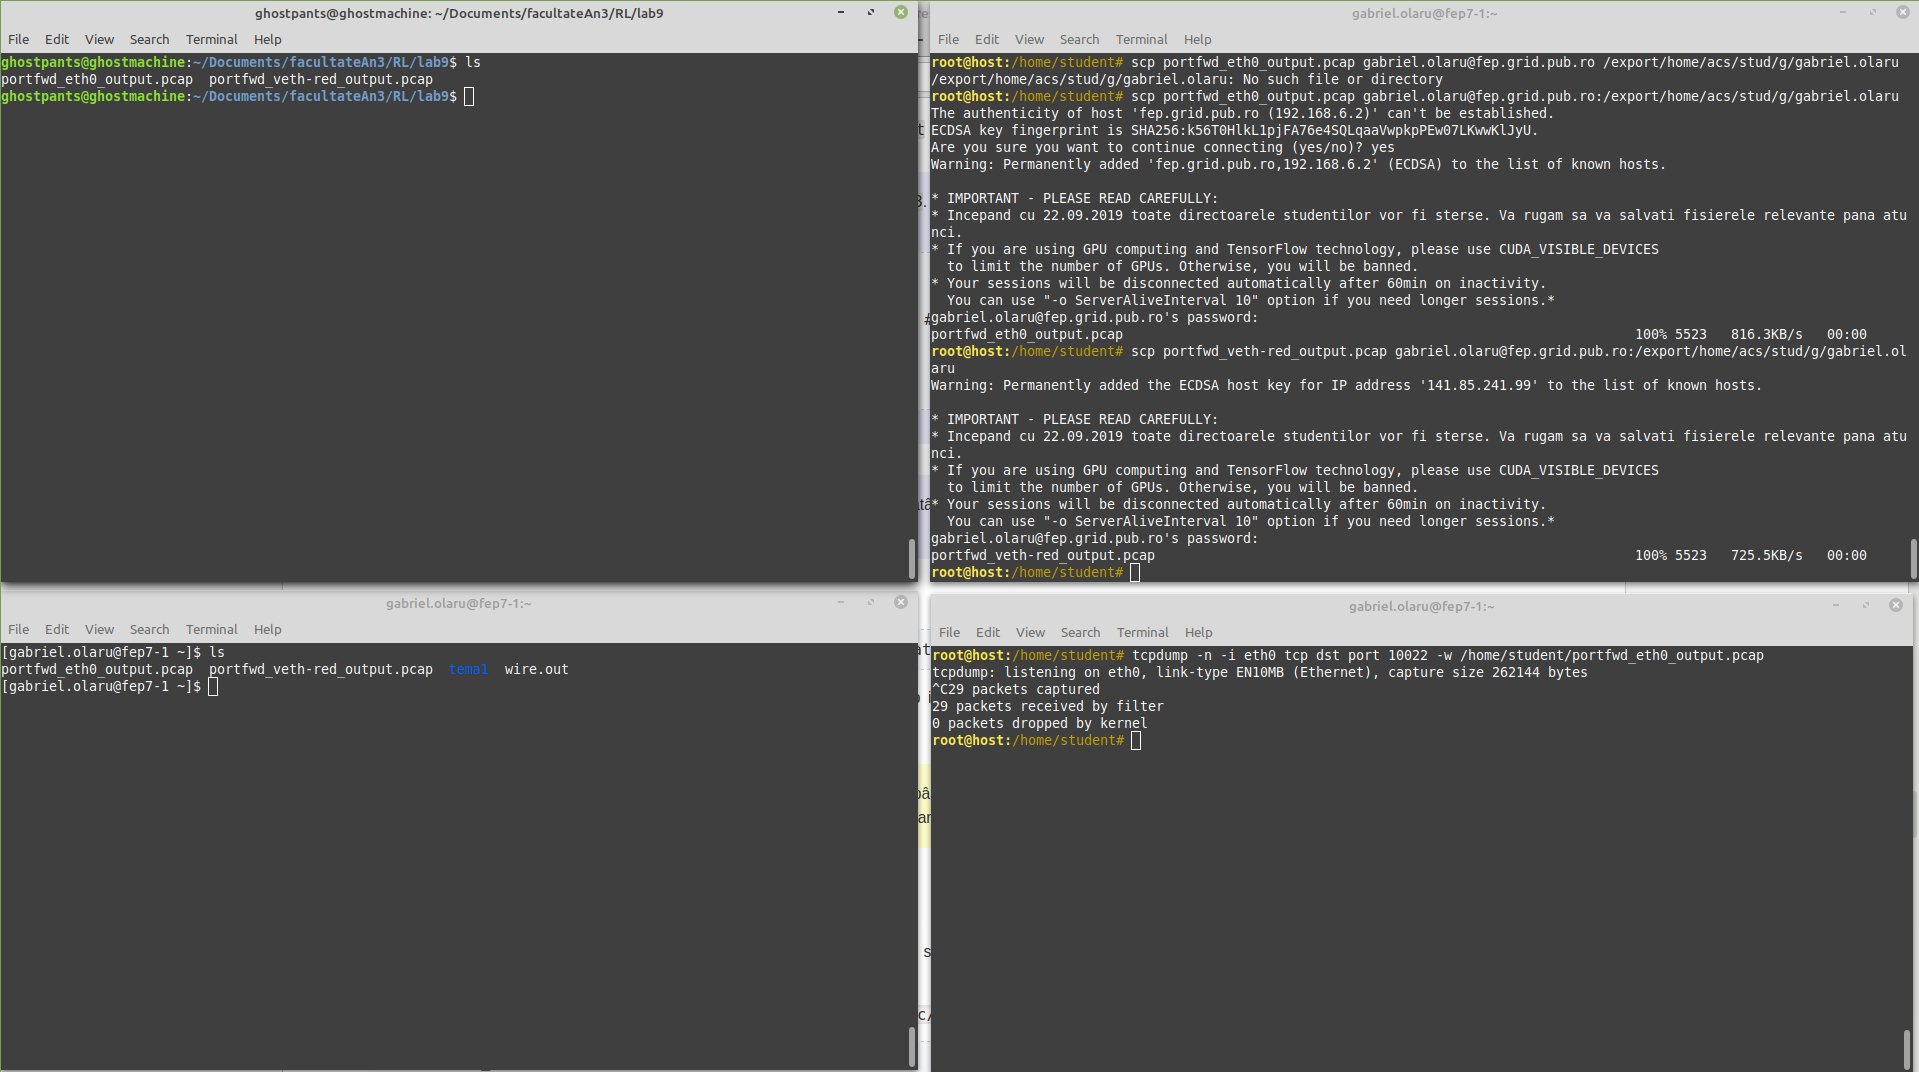 ghostpants@ghostmachine: ~/Documents/facultateAn3/RL/lab9
File Edit View Search Terminal Help
ghostpants@ghostmachine:~/Documents/facultateAn3/RL/lab9$ ls
portfwd_eth0_output.pcap  portfwd_veth-red_output.pcap
ghostpants@ghostmachine:~/Documents/facultateAn3/RL/lab9$
gabriel.olaru@fep7-1:~
File Edit View Search Terminal Help
root@host:/home/student# scp portfwd_eth0_output.pcap gabriel.olaru@fep.grid.pub.ro /export/home/acs/stud/g/gabriel.olaru
/export/home/acs/stud/g/gabriel.olaru: No such file or directory
root@host:/home/student# scp portfwd_eth0_output.pcap gabriel.olaru@fep.grid.pub.ro:/export/home/acs/stud/g/gabriel.olaru
The authenticity of host 'fep.grid.pub.ro (192.168.6.2)' can't be established.
ECDSA key fingerprint is SHA256:k56T0HlkL1pjFA76e4SQLqaaVwpkpPEw07LKwwKlJyU.
Are you sure you want to continue connecting (yes/no)? yes
Warning: Permanently added 'fep.grid.pub.ro,192.168.6.2' (ECDSA) to the list of known hosts.
* IMPORTANT - PLEASE READ CAREFULLY:
* Incepand cu 22.09.2019 toate directoarele studentilor vor fi sterse. Va rugam sa va salvati fisierele relevante pana atu
nci.
* If you are using GPU computing and TensorFlow technology, please use CUDA_VISIBLE_DEVICES
  to limit the number of GPUs. Otherwise, you will be banned.
* Your sessions will be disconnected automatically after 60min on inactivity.
  You can use "-o ServerAliveInterval 10" option if you need longer sessions.*
gabriel.olaru@fep.grid.pub.ro's password:
portfwd_eth0_output.pcap 100% 5523 816.3KB/s 00:00
root@host:/home/student# scp portfwd_veth-red_output.pcap gabriel.olaru@fep.grid.pub.ro:/export/home/acs/stud/g/gabriel.ol
aru
Warning: Permanently added the ECDSA host key for IP address '141.85.241.99' to the list of known hosts.
* IMPORTANT - PLEASE READ CAREFULLY:
* Incepand cu 22.09.2019 toate directoarele studentilor vor fi sterse. Va rugam sa va salvati fisierele relevante pana atu
nci.
* If you are using GPU computing and TensorFlow technology, please use CUDA_VISIBLE_DEVICES
  to limit the number of GPUs. Otherwise, you will be banned.
* Your sessions will be disconnected automatically after 60min on inactivity.
  You can use "-o ServerAliveInterval 10" option if you need longer sessions.*
gabriel.olaru@fep.grid.pub.ro's password:
portfwd_veth-red_output.pcap 100% 5523 725.5KB/s 00:00
root@host:/home/student#
gabriel.olaru@fep7-1:~
File Edit View Search Terminal Help
[gabriel.olaru@fep7-1 ~]$ ls
portfwd_eth0_output.pcap  portfwd_veth-red_output.pcap  tema1  wire.out
[gabriel.olaru@fep7-1 ~]$
gabriel.olaru@fep7-1:~
File Edit View Search Terminal Help
root@host:/home/student# tcpdump -n -i eth0 tcp dst port 10022 -w /home/student/portfwd_eth0_output.pcap
tcpdump: listening on eth0, link-type EN10MB (Ethernet), capture size 262144 bytes
^C29 packets captured
29 packets received by filter
0 packets dropped by kernel
root@host:/home/student#